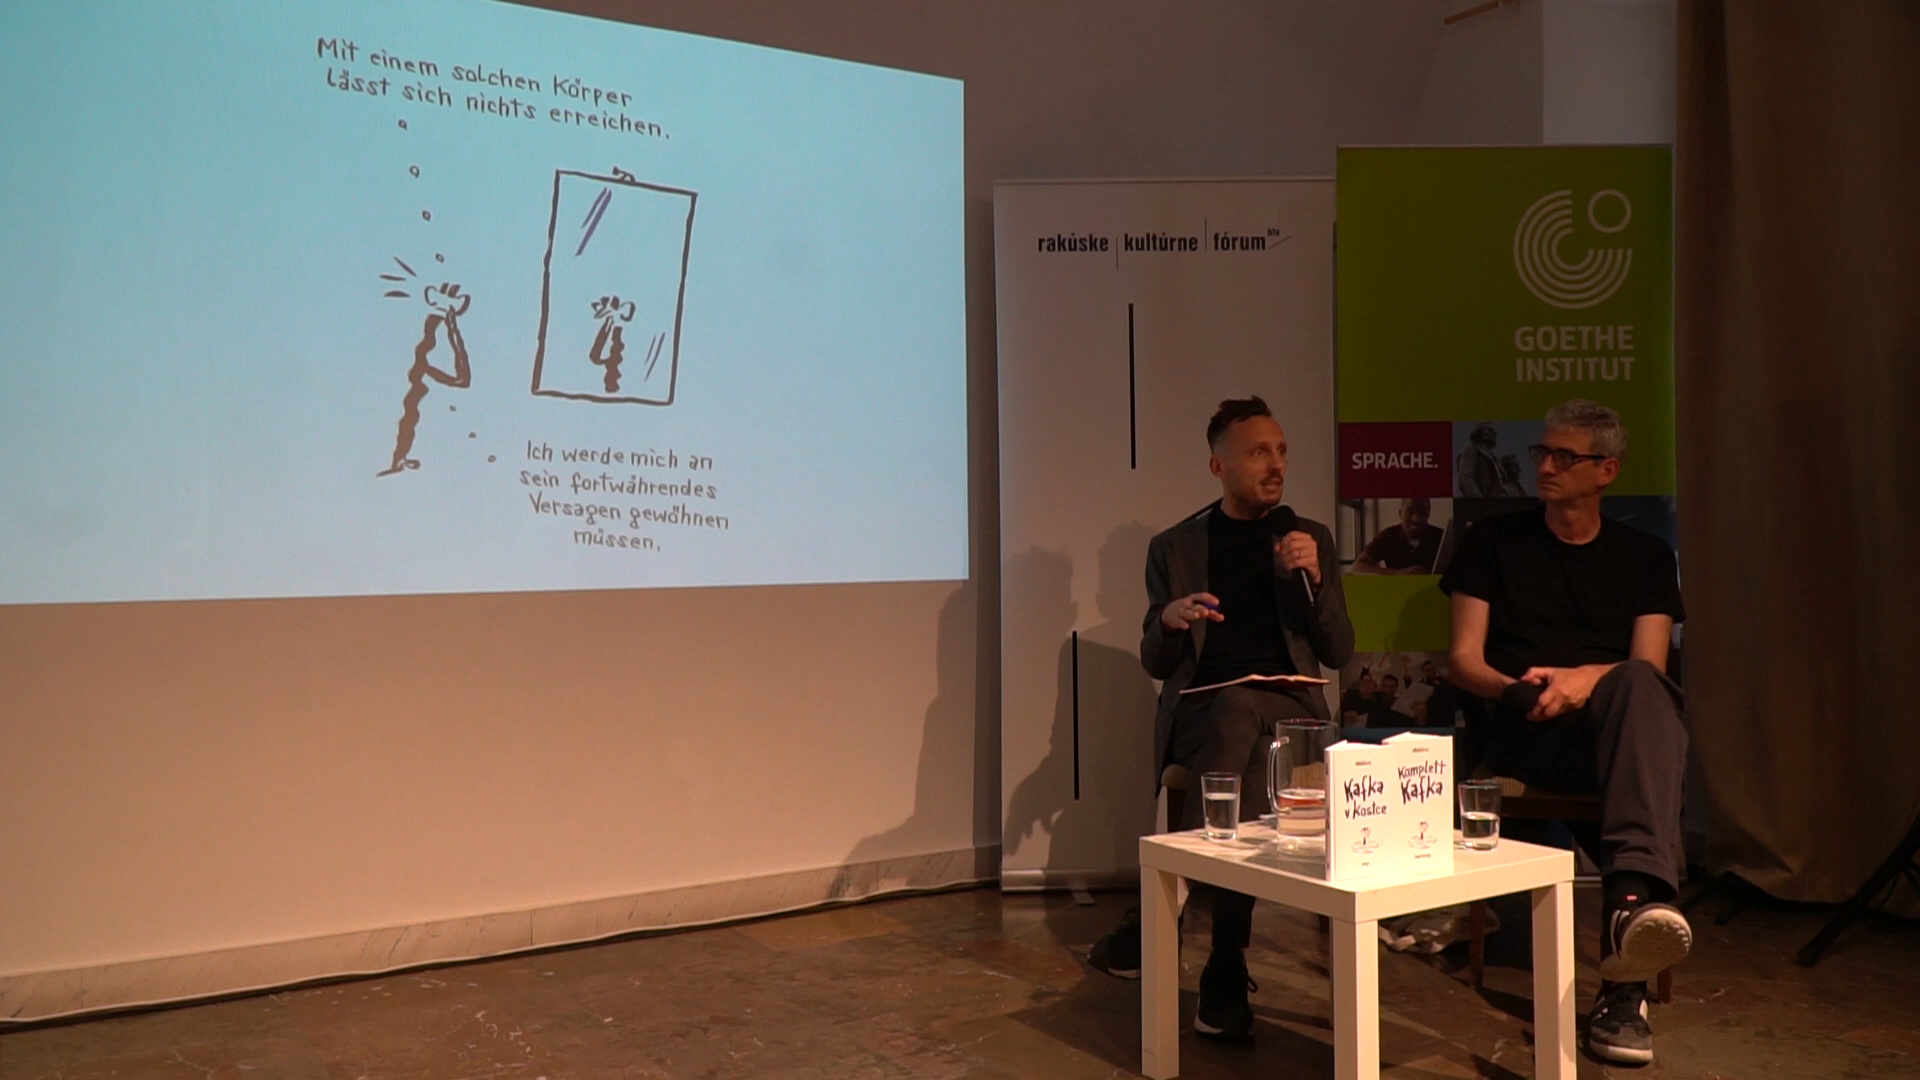 Mit einem solchen Körper
lässt sich nichts erreichen.
Ich werde mich an
sein fortwährendes
Versagen gewöhnen
müssen.
rakúske kultúrne fórum
GOETHE
INSTITUT
SPRACHE.
Kafka
v kostce
Komplett
Kafka